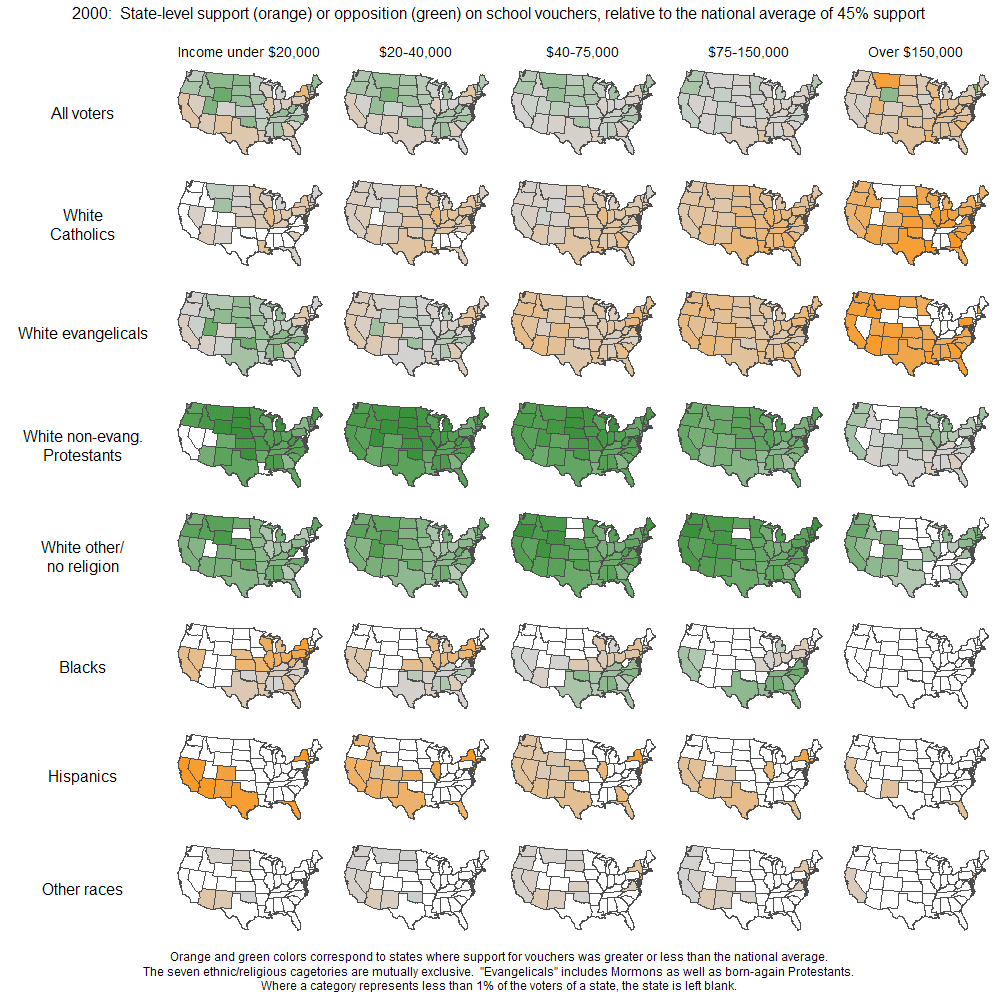 2000:  State-level support (orange) or opposition (green) on school vouchers, relative to the national average of 45% support
Income under $20,000
$20-40,000
$40-75,000
$75-150,000
Over $150,000
All voters
White
Catholics
White evangelicals
White non-evang.
Protestants
White other/
no religion
Blacks
Hispanics
Other races
Orange and green colors correspond to states where support for vouchers was greater or less than the national average.
The seven ethnic/religious cagetories are mutually exclusive.  "Evangelicals" includes Mormons as well as born-again Protestants.
Where a category represents less than 1% of the voters of a state, the state is left blank.